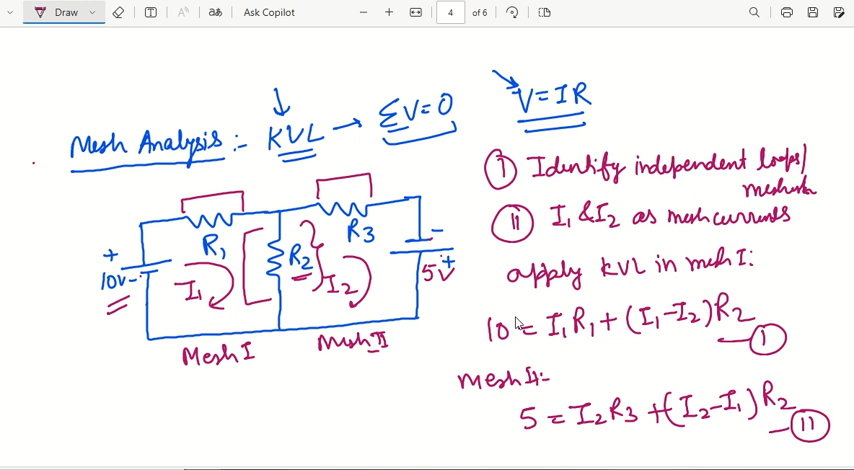 Draw
Ask Copilot
4 of 6
Mesh Analysis :- KVL → ΣV=0
V=IR
R1
R2
R3
+
10V-
-
5V
+
I1
I2
Mesh I
Mesh II
I Identify independent loops/
II I1 & I2 as mesh currents
apply KVL in mesh I:
10 = I1R1 + (I1-I2)R2 — I
mesh II:-
5 = I2R3 + (I2-I1)R2 — II